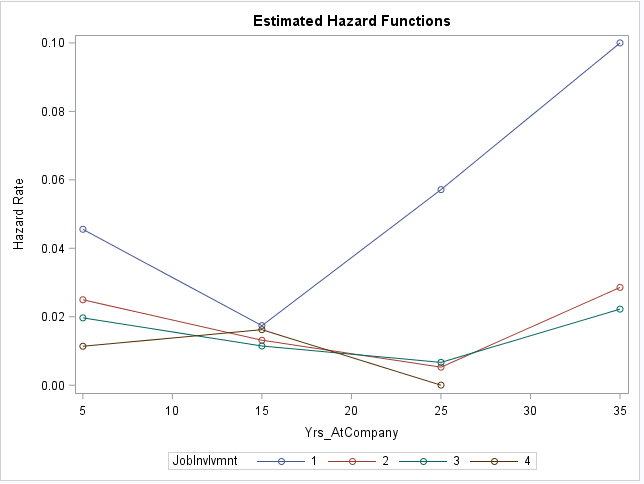 Estimated Hazard Functions
0.10
0.08
0.06
0.04
0.02
0.00
Hazard Rate
5 10 15 20 25 30 35
Yrs_AtCompany
JobInvlvmnt 1 2 3 4